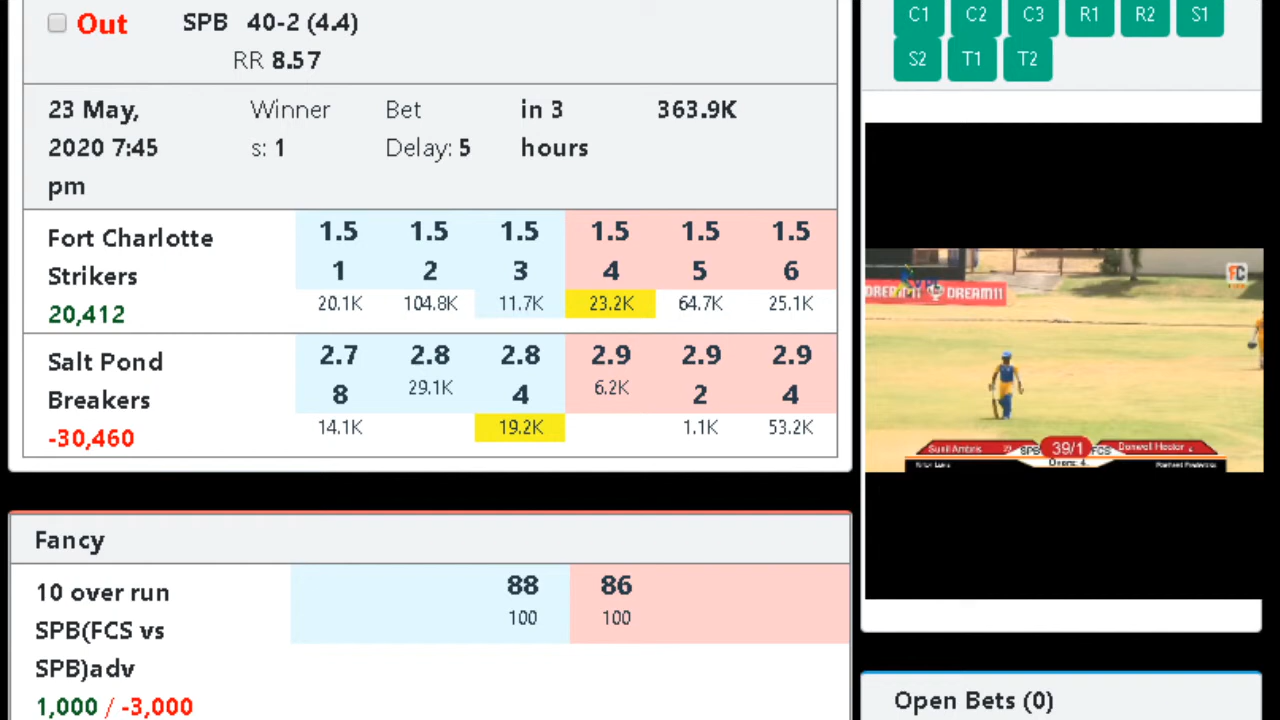 Out SPB 40-2 (4.4)
RR 8.57
C1 C2 C3 R1 R2 S1
S2 T1 T2
23 May, Winner Bet in 3 363.9K
2020 7:45 s: 1 Delay: 5 hours
pm
Fort Charlotte 1.5 1.5 1.5 1.5 1.5 1.5
Strikers 1 2 3 4 5 6
20,412 20.1K 104.8K 11.7K 23.2K 64.7K 25.1K
Salt Pond 2.7 2.8 2.8 2.9 2.9 2.9
Breakers 8 29.1K 4 6.2K 2 4
-30,460 14.1K 19.2K 1.1K 53.2K
DREAM11 DREAM11
FC
Sunil Ambris SPB 39/1 FCS Donwell Hector
Overs: 4.
Fancy
10 over run 88 86
SPB(FCS vs 100 100
SPB)adv
1,000 / -3,000
Open Bets (0)